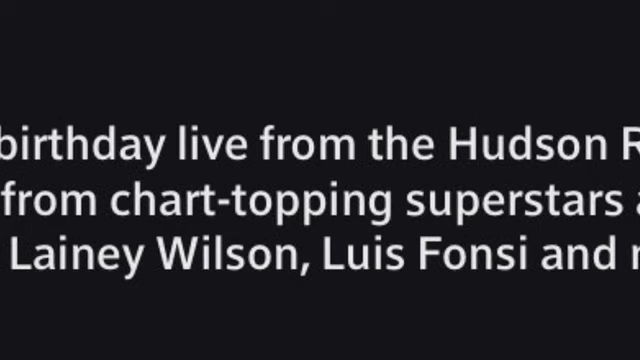 birthday live from the Hudson
from chart-topping superstars
Lainey Wilson, Luis Fonsi and